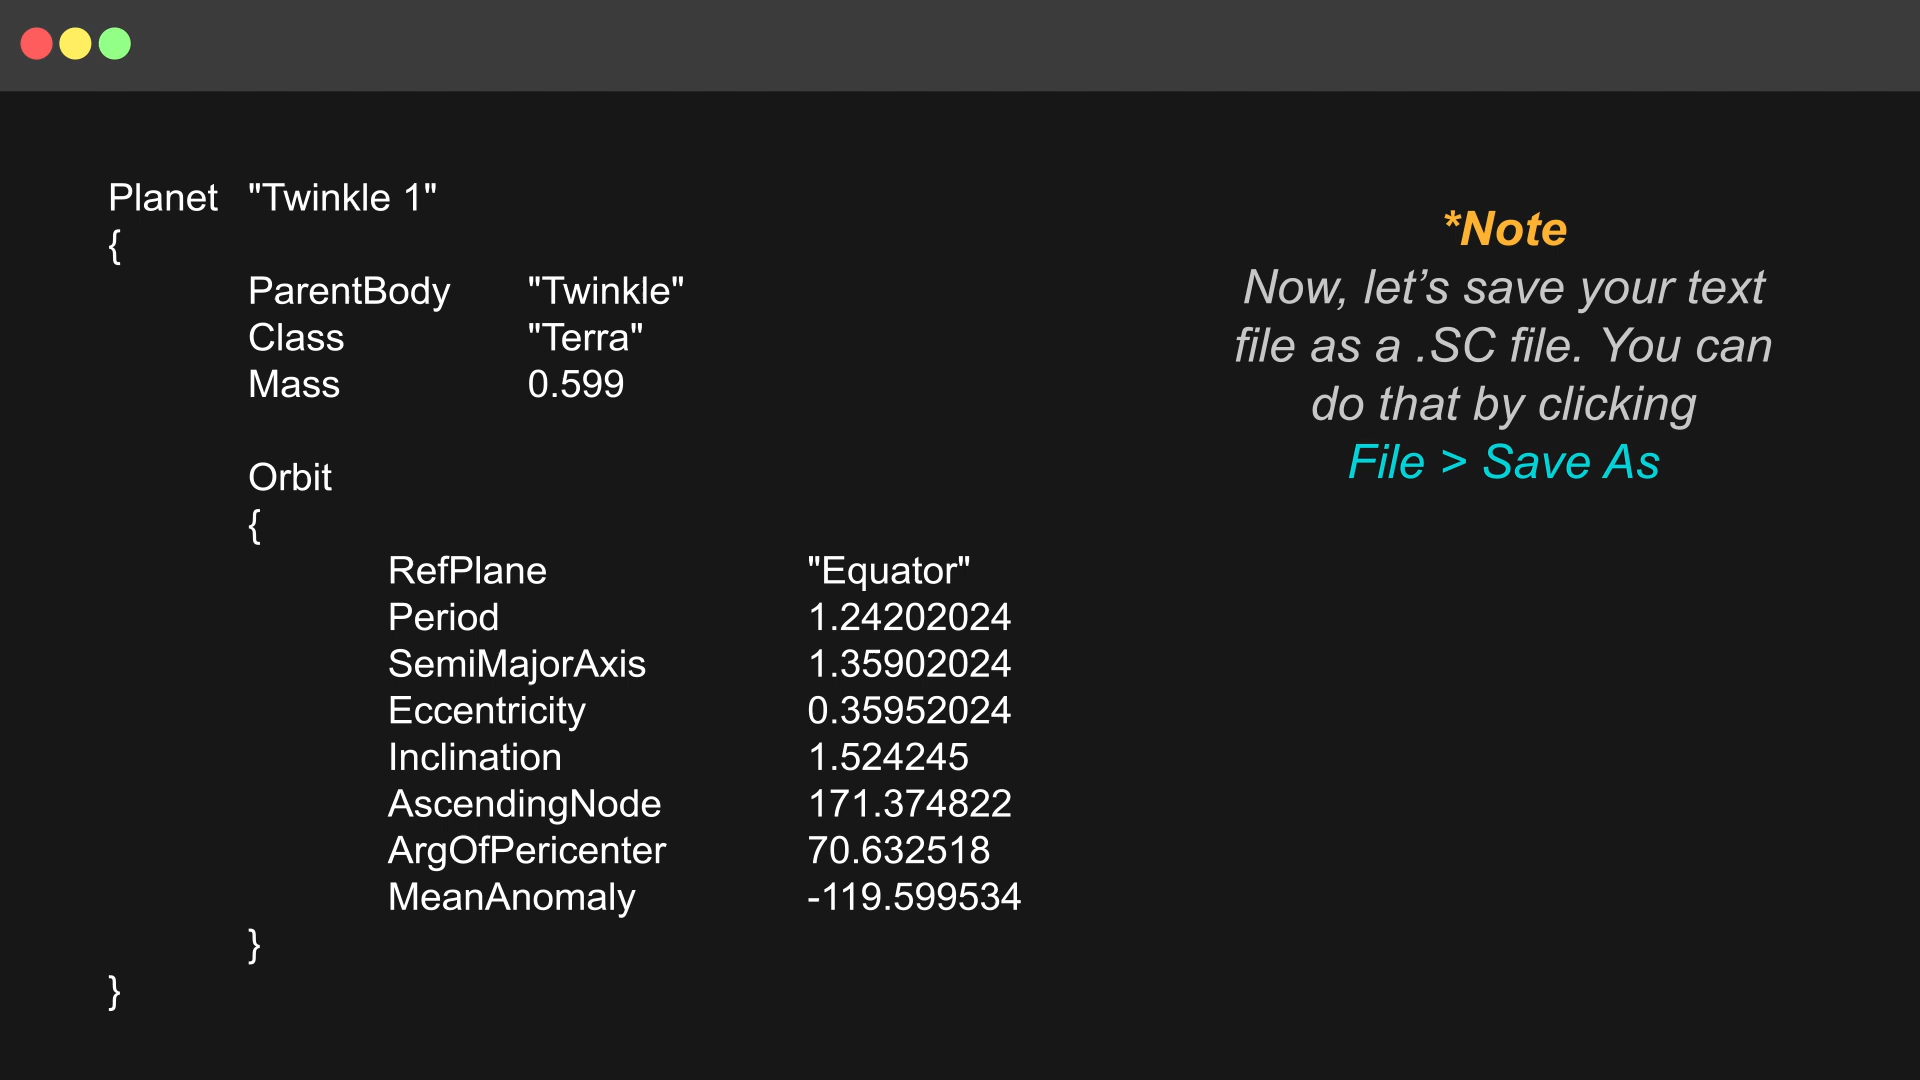 Planet "Twinkle 1"
{
ParentBody "Twinkle"
Class "Terra"
Mass 0.599
Orbit
{
RefPlane "Equator"
Period 1.24202024
SemiMajorAxis 1.35902024
Eccentricity 0.35952024
Inclination 1.524245
AscendingNode 171.374822
ArgOfPericenter 70.632518
MeanAnomaly -119.599534
}
}
*Note
Now, let’s save your text
file as a .SC file. You can
do that by clicking
File > Save As